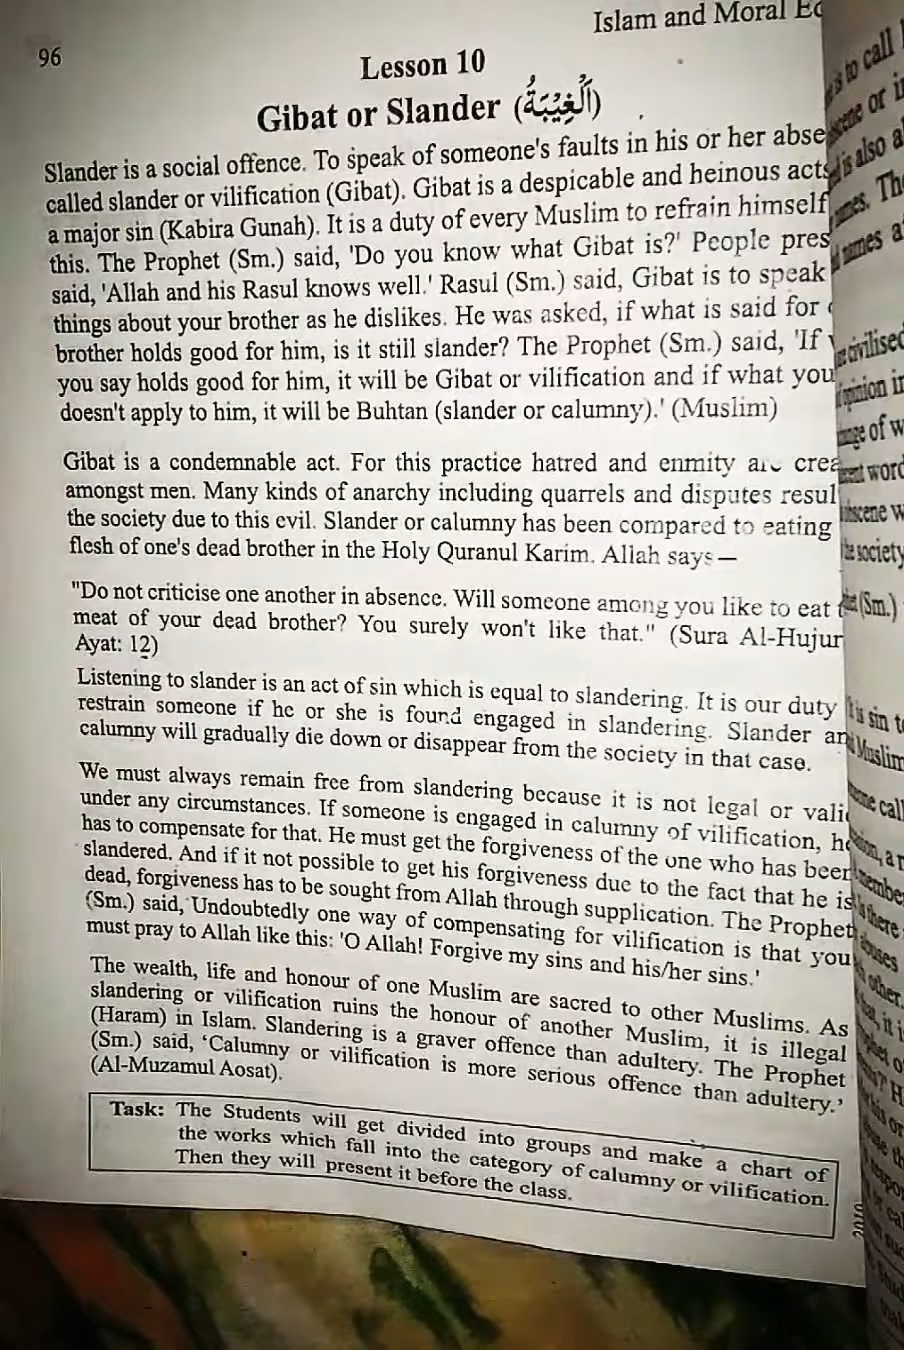 Islam and Moral
96
Lesson 10
Gibat or Slander (اَلْغِيْبَةُ)
Slander is a social offence. To speak of someone's faults in his or her abse
called slander or vilification (Gibat). Gibat is a despicable and heinous acts
a major sin (Kabira Gunah). It is a duty of every Muslim to refrain himself
this. The Prophet (Sm.) said, 'Do you know what Gibat is?' People pres
said, 'Allah and his Rasul knows well.' Rasul (Sm.) said, Gibat is to speak
things about your brother as he dislikes. He was asked, if what is said for
brother holds good for him, is it still slander? The Prophet (Sm.) said, 'If
you say holds good for him, it will be Gibat or vilification and if what you
doesn't apply to him, it will be Buhtan (slander or calumny).' (Muslim)
Gibat is a condemnable act. For this practice hatred and enmity are crea
amongst men. Many kinds of anarchy including quarrels and disputes resul
the society due to this evil. Slander or calumny has been compared to eating
flesh of one's dead brother in the Holy Quranul Karim. Allah says—
"Do not criticise one another in absence. Will someone among you like to eat
meat of your dead brother? You surely won't like that." (Sura Al-Hujur
Ayat: 12)
Listening to slander is an act of sin which is equal to slandering. It is our duty
restrain someone if he or she is found engaged in slandering. Slander an
calumny will gradually die down or disappear from the society in that case.
We must always remain free from slandering because it is not legal or vali
under any circumstances. If someone is engaged in calumny of vilification, he
has to compensate for that. He must get the forgiveness of the one who has been
slandered. And if it not possible to get his forgiveness due to the fact that he is
dead, forgiveness has to be sought from Allah through supplication. The Prophet
(Sm.) said, Undoubtedly one way of compensating for vilification is that you
must pray to Allah like this: 'O Allah! Forgive my sins and his/her sins.'
The wealth, life and honour of one Muslim are sacred to other Muslims. As
slandering or vilification ruins the honour of another Muslim, it is illegal
(Haram) in Islam. Slandering is a graver offence than adultery. The Prophet
(Sm.) said, ‘Calumny or vilification is more serious offence than adultery.’
(Al-Muzamul Aosat).
Task: The Students will get divided into groups and make a chart of
the works which fall into the category of calumny or vilification.
Then they will present it before the class.